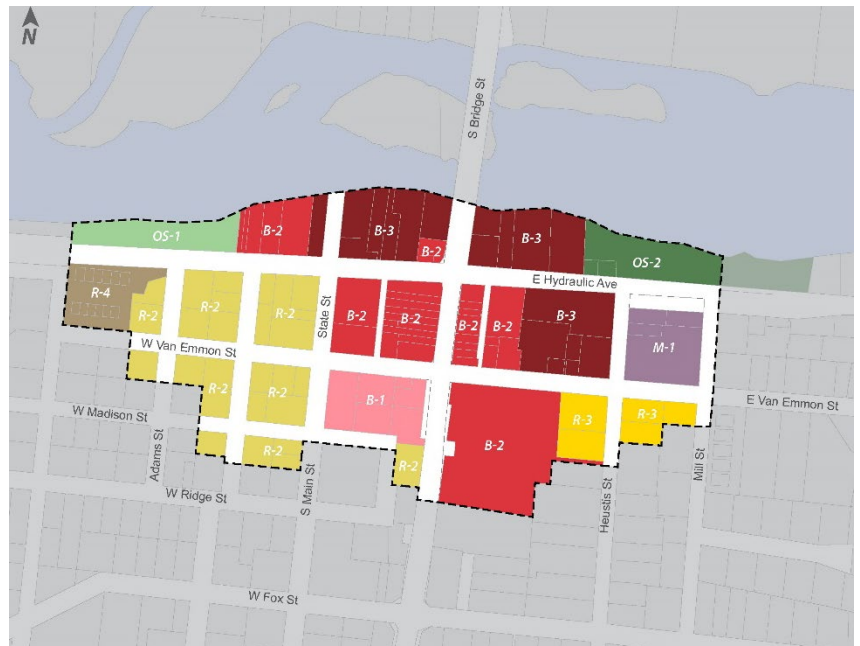 N
S Bridge St
OS-1
B-2
B-3
B-2
B-3
OS-2
E Hydraulic Ave
R-4
R-2
R-2
R-2
State St
B-2
B-2
B-2
B-2
B-3
M-1
W Van Emmon St
R-2
R-2
B-1
R-3
R-3
E Van Emmon St
W Madison St
Adams St
R-2
S Main St
R-2
B-2
Heustis St
Mill St
W Ridge St
W Fox St